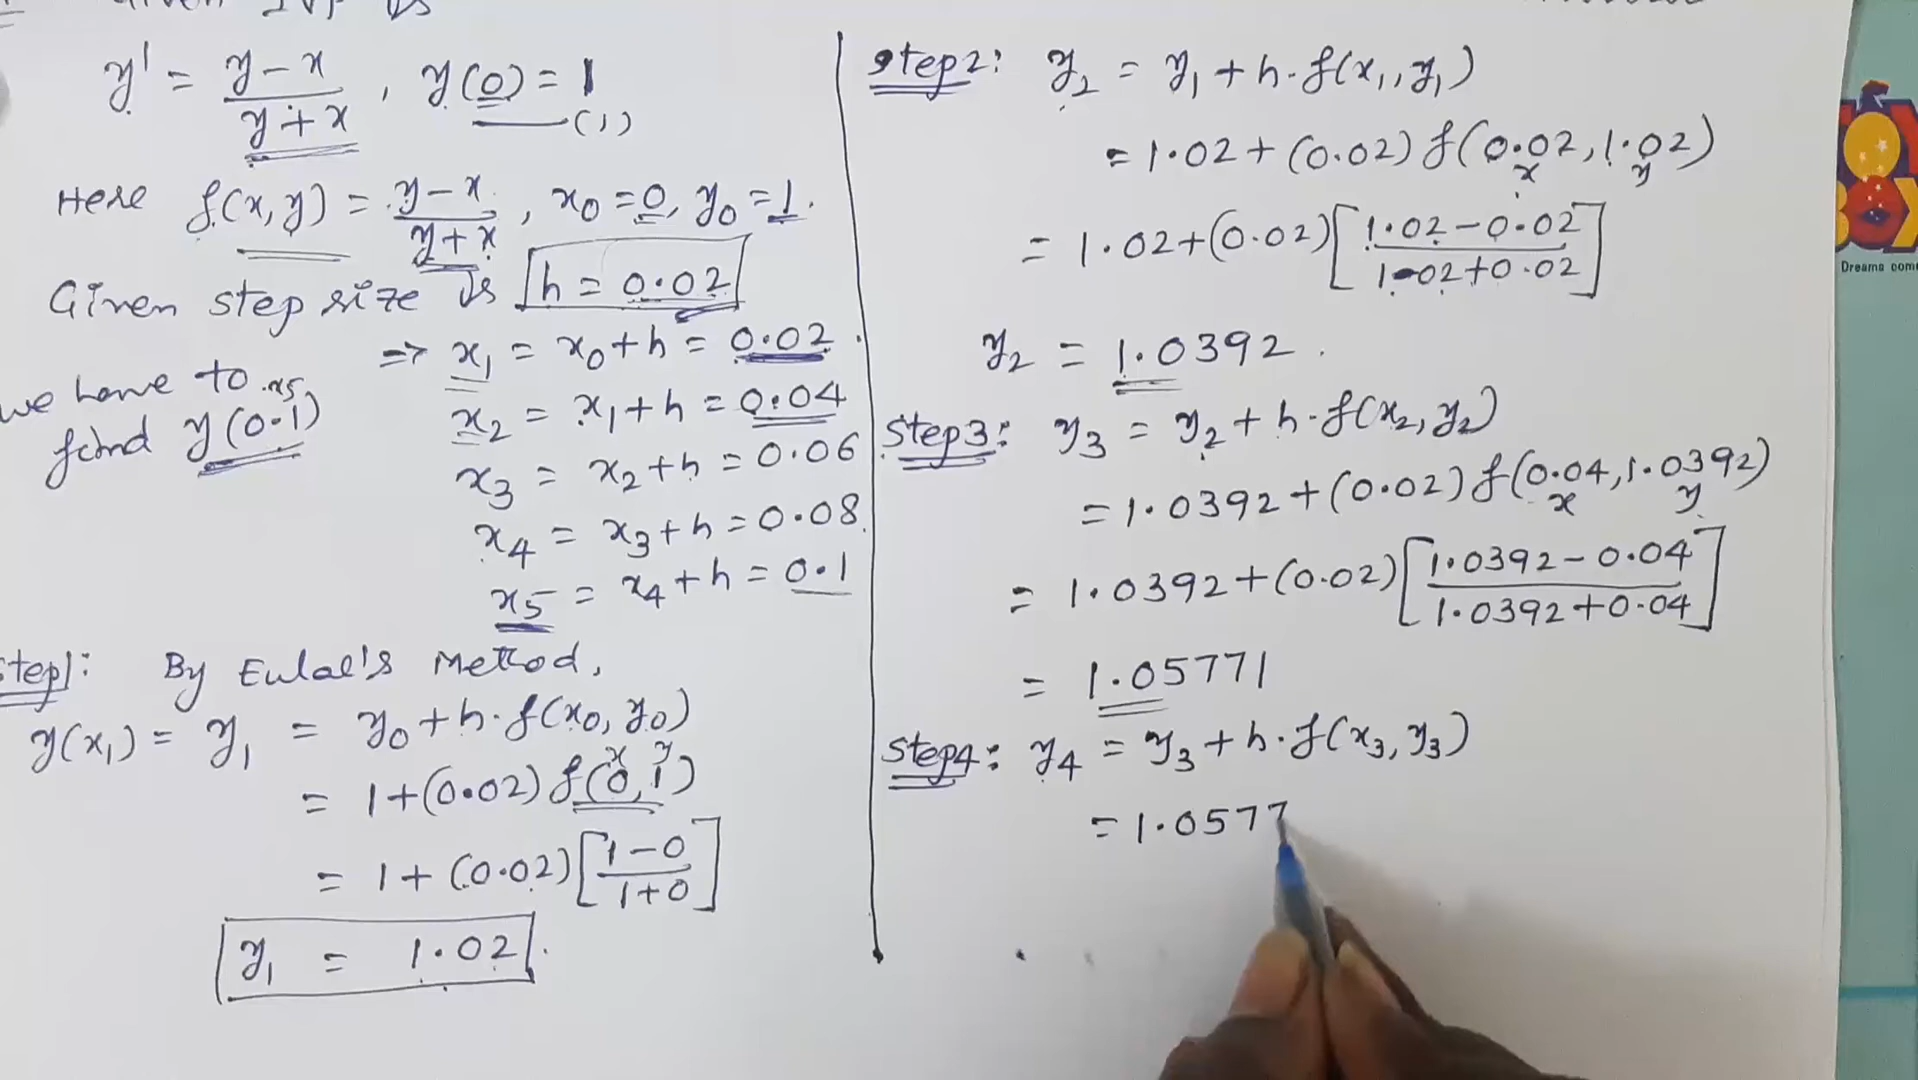 y' = y-x / y+x , y(0) = 1 —(1)
Here f(x,y) = y-x / y+x , x0 = 0, y0 = 1.
Given step size is h = 0.02
we have to find y(0.1)
x5
=> x1 = x0+h = 0.02
x2 = x1+h = 0.04
x3 = x2+h = 0.06
x4 = x3+h = 0.08
x5 = x4+h = 0.1
step1: By Eular's Method,
y(x1) = y1 = y0+h.f(x0,y0)
x y
= 1+(0.02) f(0,1)
= 1+(0.02)[1-0 / 1+0]
y1 = 1.02.
step2: y2 = y1+h.f(x1,y1)
= 1.02+(0.02) f(0.02,1.02)
x y
= 1.02+(0.02)[1.02-0.02 / 1.02+0.02]
y2 = 1.0392.
step3: y3 = y2+h.f(x2,y2)
= 1.0392+(0.02) f(0.04,1.0392)
x y
= 1.0392+(0.02)[1.0392-0.04 / 1.0392+0.04]
= 1.05771
step4: y4 = y3+h.f(x3,y3)
= 1.0577
Dreams com